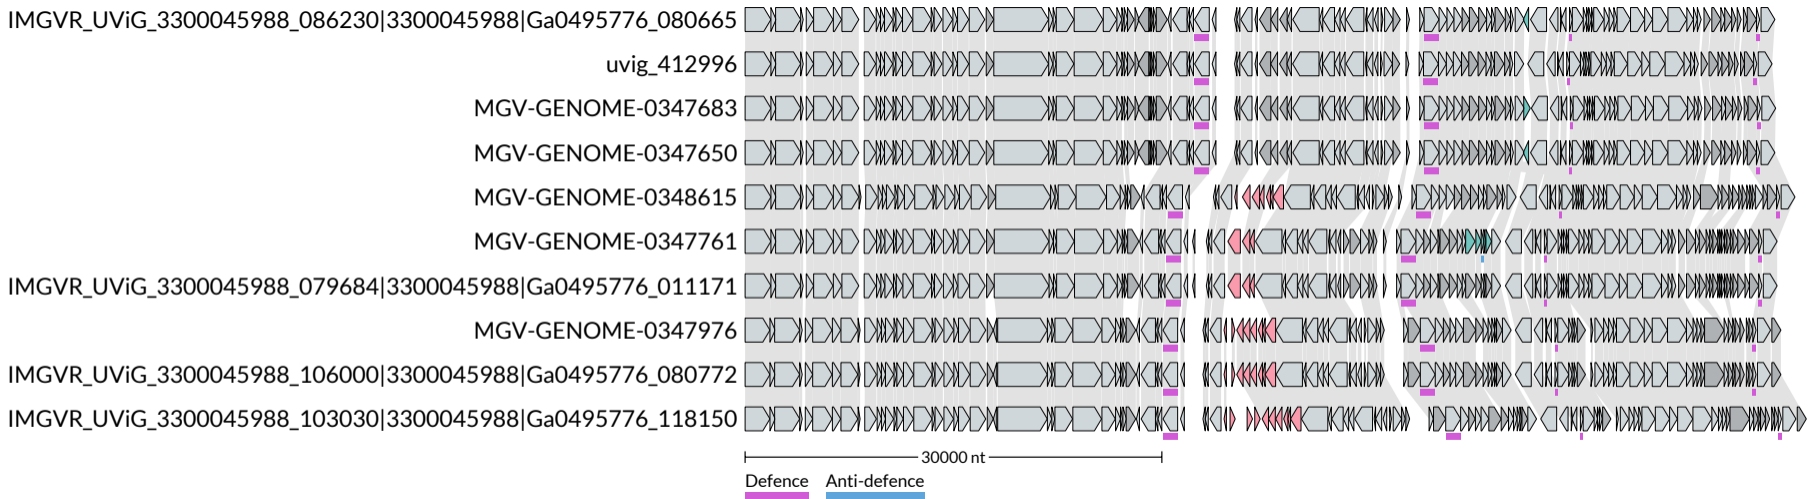 IMGVR_UViG_3300045988_086230|3300045988|Ga0495776_080665
uvig_412996
MGV-GENOME-0347683
MGV-GENOME-0347650
MGV-GENOME-0348615
MGV-GENOME-0347761
IMGVR_UViG_3300045988_079684|3300045988|Ga0495776_011171
MGV-GENOME-0347976
IMGVR_UViG_3300045988_106000|3300045988|Ga0495776_080772
IMGVR_UViG_3300045988_103030|3300045988|Ga0495776_118150
30000 nt
Defence Anti-defence